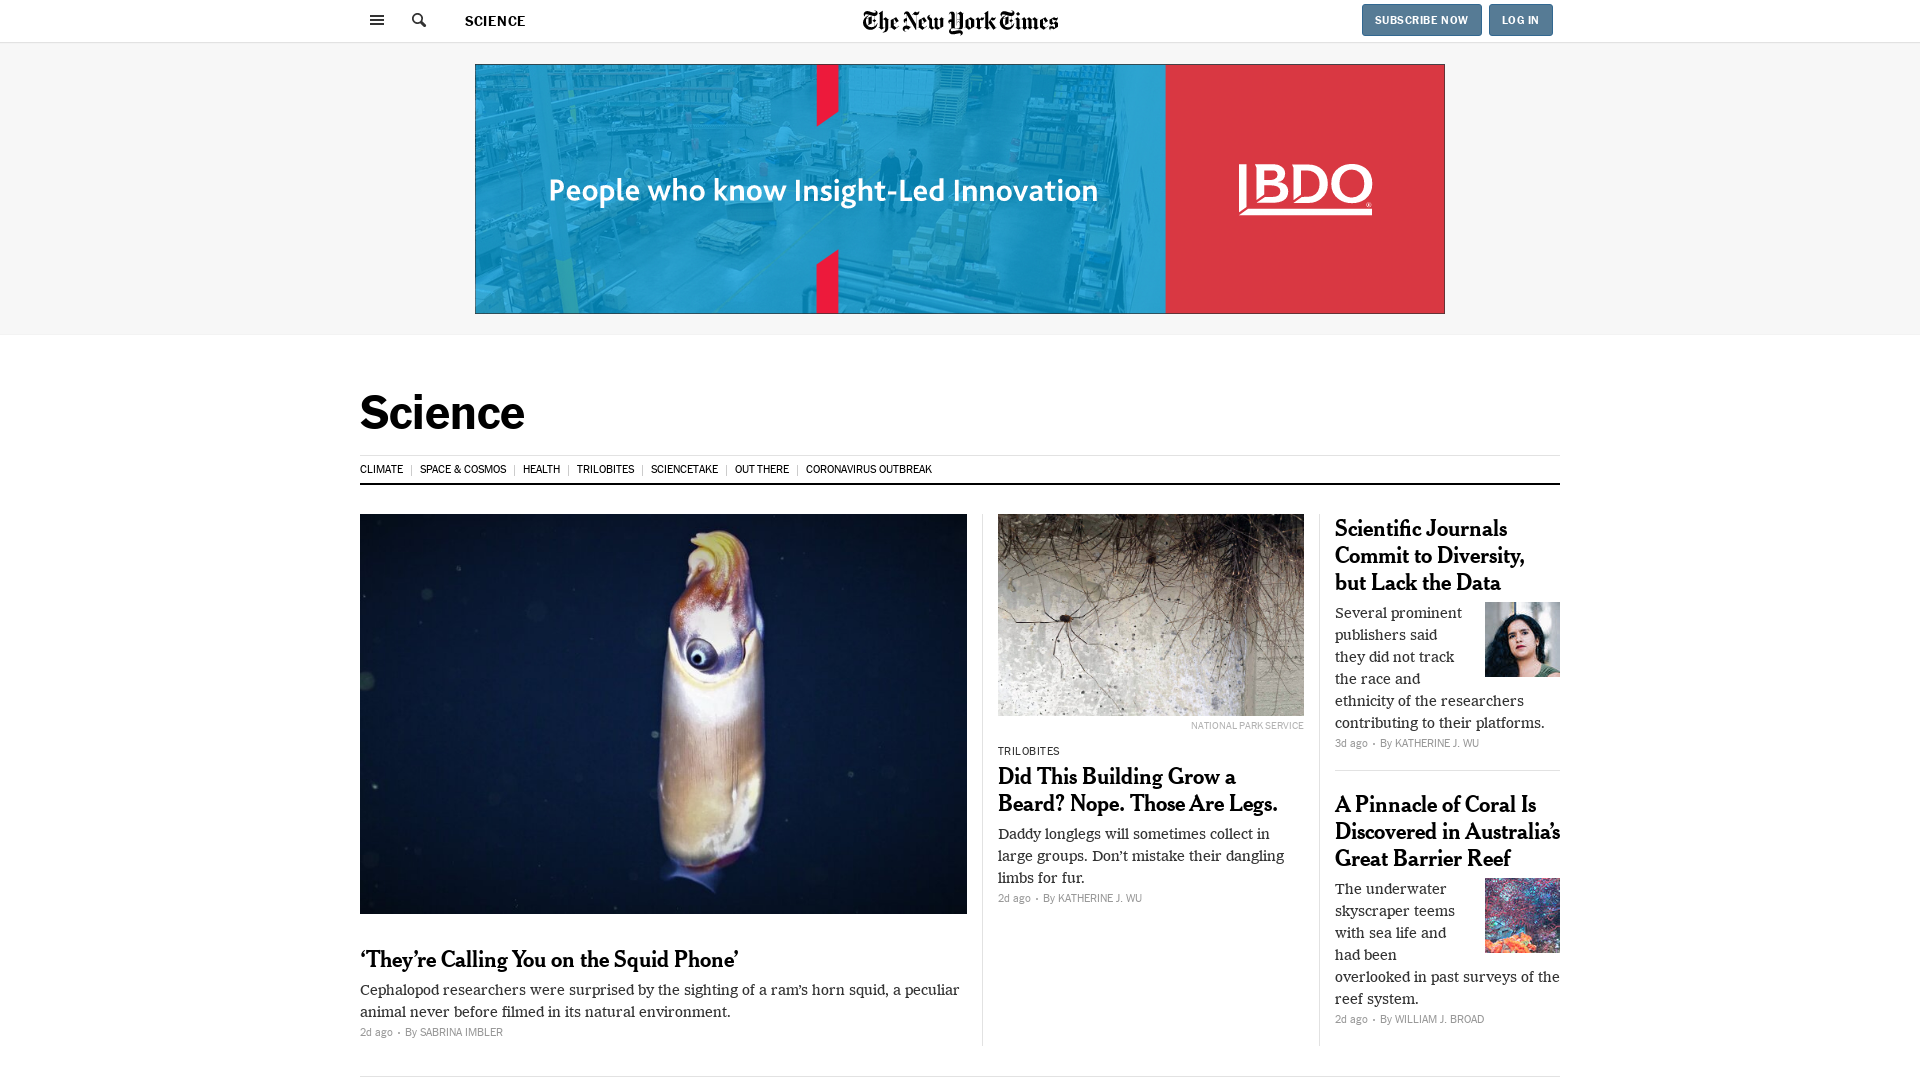 SCIENCE
The New York Times
SUBSCRIBE NOW
LOG IN
People who know Insight-Led Innovation
BDO
Science
CLIMATE
SPACE & COSMOS
HEALTH
TRILOBITES
SCIENCETAKE
OUT THERE
CORONAVIRUS OUTBREAK
‘They’re Calling You on the Squid Phone’
Cephalopod researchers were surprised by the sighting of a ram’s horn squid, a peculiar
animal never before filmed in its natural environment.
2d ago • By SABRINA IMBLER
NATIONAL PARK SERVICE
TRILOBITES
Did This Building Grow a
Beard? Nope. Those Are Legs.
Daddy longlegs will sometimes collect in
large groups. Don’t mistake their dangling
limbs for fur.
2d ago • By KATHERINE J. WU
Scientific Journals
Commit to Diversity,
but Lack the Data
Several prominent
publishers said
they did not track
the race and
ethnicity of the researchers
contributing to their platforms.
3d ago • By KATHERINE J. WU
A Pinnacle of Coral Is
Discovered in Australia’s
Great Barrier Reef
The underwater
skyscraper teems
with sea life and
had been
overlooked in past surveys of the
reef system.
2d ago • By WILLIAM J. BROAD